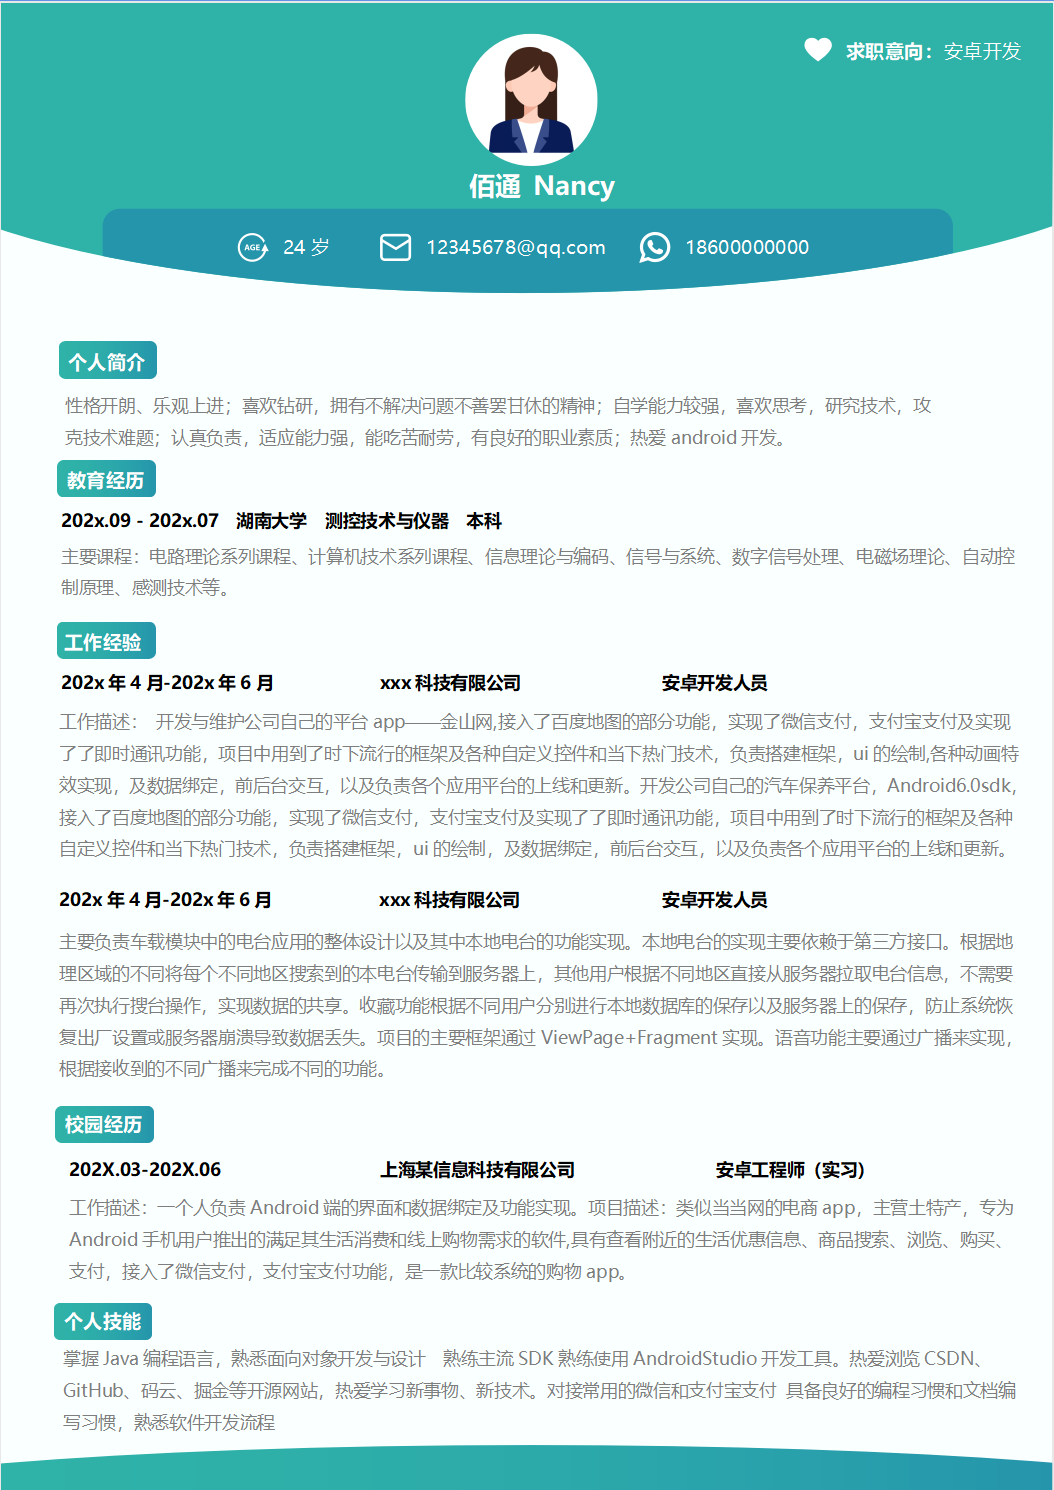 求职意向：安卓开发
佰通 Nancy
AGE 24 岁 12345678@qq.com 18600000000
个人简介
性格开朗、乐观上进；喜欢钻研，拥有不解决问题不善罢甘休的精神；自学能力较强，喜欢思考，研究技术，攻
克技术难题；认真负责，适应能力强，能吃苦耐劳，有良好的职业素质；热爱 android 开发。
教育经历
202x.09 - 202x.07 湖南大学 测控技术与仪器 本科
主要课程：电路理论系列课程、计算机技术系列课程、信息理论与编码、信号与系统、数字信号处理、电磁场理论、自动控
制原理、感测技术等。
工作经验
202x 年 4 月-202x 年 6 月 xxx 科技有限公司 安卓开发人员
工作描述： 开发与维护公司自己的平台 app——金山网,接入了百度地图的部分功能，实现了微信支付，支付宝支付及实现
了了即时通讯功能，项目中用到了时下流行的框架及各种自定义控件和当下热门技术，负责搭建框架，ui 的绘制,各种动画特
效实现，及数据绑定，前后台交互，以及负责各个应用平台的上线和更新。开发公司自己的汽车保养平台，Android6.0sdk，
接入了百度地图的部分功能，实现了微信支付，支付宝支付及实现了了即时通讯功能，项目中用到了时下流行的框架及各种
自定义控件和当下热门技术，负责搭建框架，ui 的绘制，及数据绑定，前后台交互，以及负责各个应用平台的上线和更新。
202x 年 4 月-202x 年 6 月 xxx 科技有限公司 安卓开发人员
主要负责车载模块中的电台应用的整体设计以及其中本地电台的功能实现。本地电台的实现主要依赖于第三方接口。根据地
理区域的不同将每个不同地区搜索到的本电台传输到服务器上，其他用户根据不同地区直接从服务器拉取电台信息，不需要
再次执行搜台操作，实现数据的共享。收藏功能根据不同用户分别进行本地数据库的保存以及服务器上的保存，防止系统恢
复出厂设置或服务器崩溃导致数据丢失。项目的主要框架通过 ViewPage+Fragment 实现。语音功能主要通过广播来实现，
根据接收到的不同广播来完成不同的功能。
校园经历
202X.03-202X.06 上海某信息科技有限公司 安卓工程师（实习）
工作描述：一个人负责 Android 端的界面和数据绑定及功能实现。项目描述：类似当当网的电商 app，主营土特产，专为
Android 手机用户推出的满足其生活消费和线上购物需求的软件,具有查看附近的生活优惠信息、商品搜索、浏览、购买、
支付，接入了微信支付，支付宝支付功能，是一款比较系统的购物 app。
个人技能
掌握 Java 编程语言，熟悉面向对象开发与设计 熟练主流 SDK 熟练使用 AndroidStudio 开发工具。热爱浏览 CSDN、
GitHub、码云、掘金等开源网站，热爱学习新事物、新技术。对接常用的微信和支付宝支付 具备良好的编程习惯和文档编
写习惯，熟悉软件开发流程